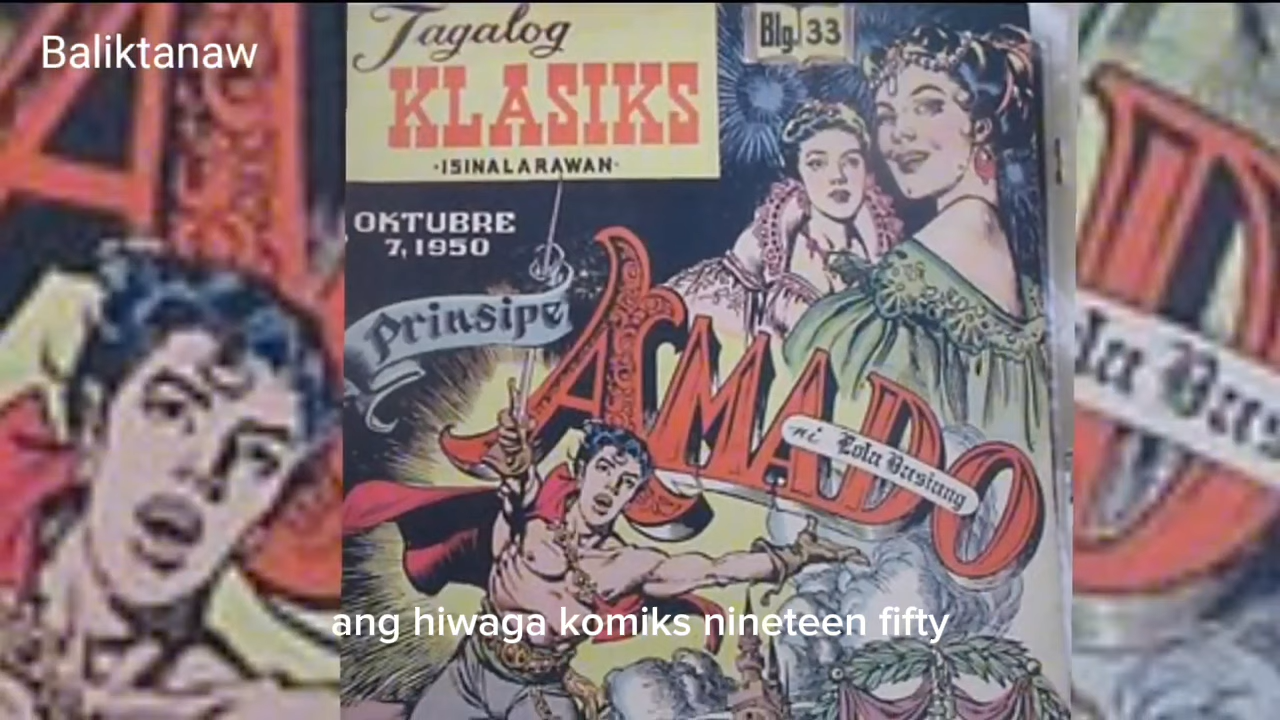 Baliktanaw
Tagalog
KLASIKS
·ISINALARAWAN·
Blg. 33
OKTUBRE
7, 1950
Prinsipe
AMADO
ni Lola Basiang
ang hiwaga komiks nineteen fifty